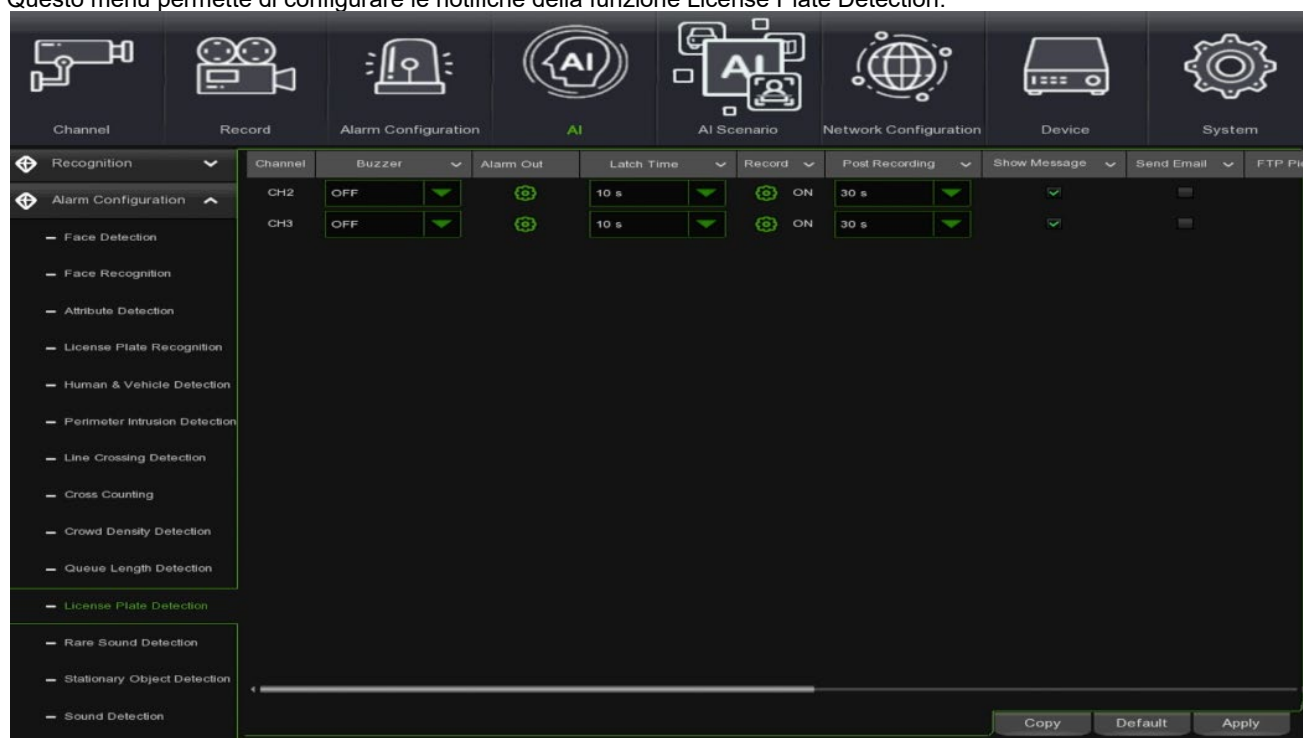 Questo menu permette di configurare le notifiche della funzione License Plate Detection.
AI
Channel Record Alarm Configuration AI AI Scenario Network Configuration Device System
Recognition
Alarm Configuration
Face Detection
Face Recognition
Attribute Detection
License Plate Recognition
Human & Vehicle Detection
Perimeter Intrusion Detection
Line Crossing Detection
Cross Counting
Crowd Density Detection
Queue Length Detection
License Plate Detection
Rare Sound Detection
Stationary Object Detection
Sound Detection
Channel Buzzer Alarm Out Latch Time Record Post Recording Show Message Send Email FTP
CH2 OFF 10 s ON 30 s
CH3 OFF 10 s ON 30 s
Copy Default Apply